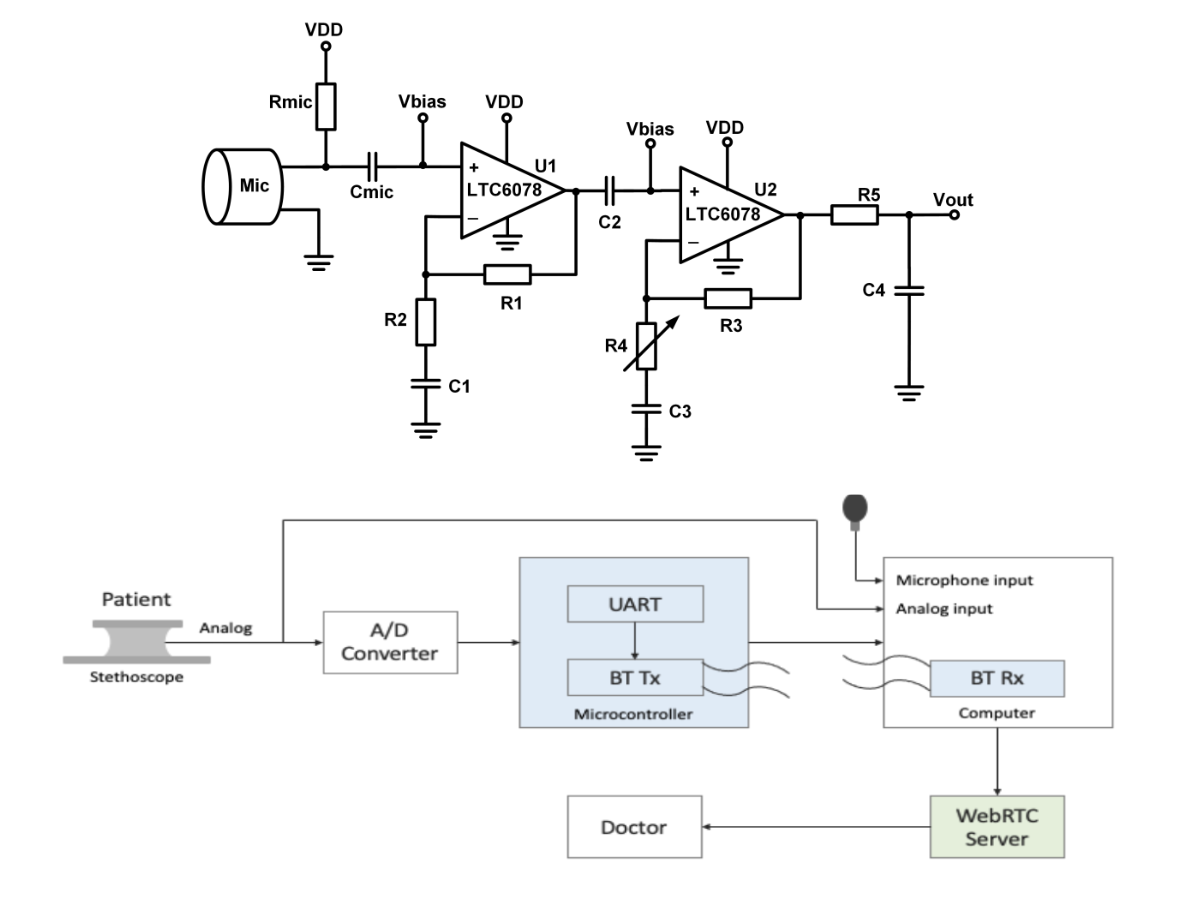 VDD
Rmic
Vbias
VDD
Vbias
VDD
Mic
Cmic
+
U1
LTC6078
–
C2
+
U2
LTC6078
–
R5
Vout
R1
R2
C1
R3
R4
C3
C4
Patient
Analog
Stethoscope
A/D
Converter
UART
BT Tx
Microcontroller
Microphone input
Analog input
BT Rx
Computer
WebRTC
Server
Doctor